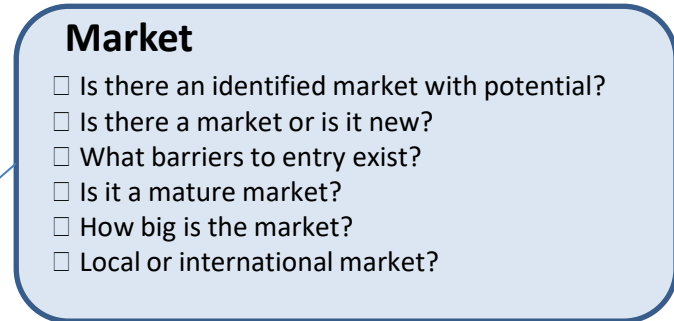 Market
□ Is there an identified market with potential?
□ Is there a market or is it new?
□ What barriers to entry exist?
□ Is it a mature market?
□ How big is the market?
□ Local or international market?